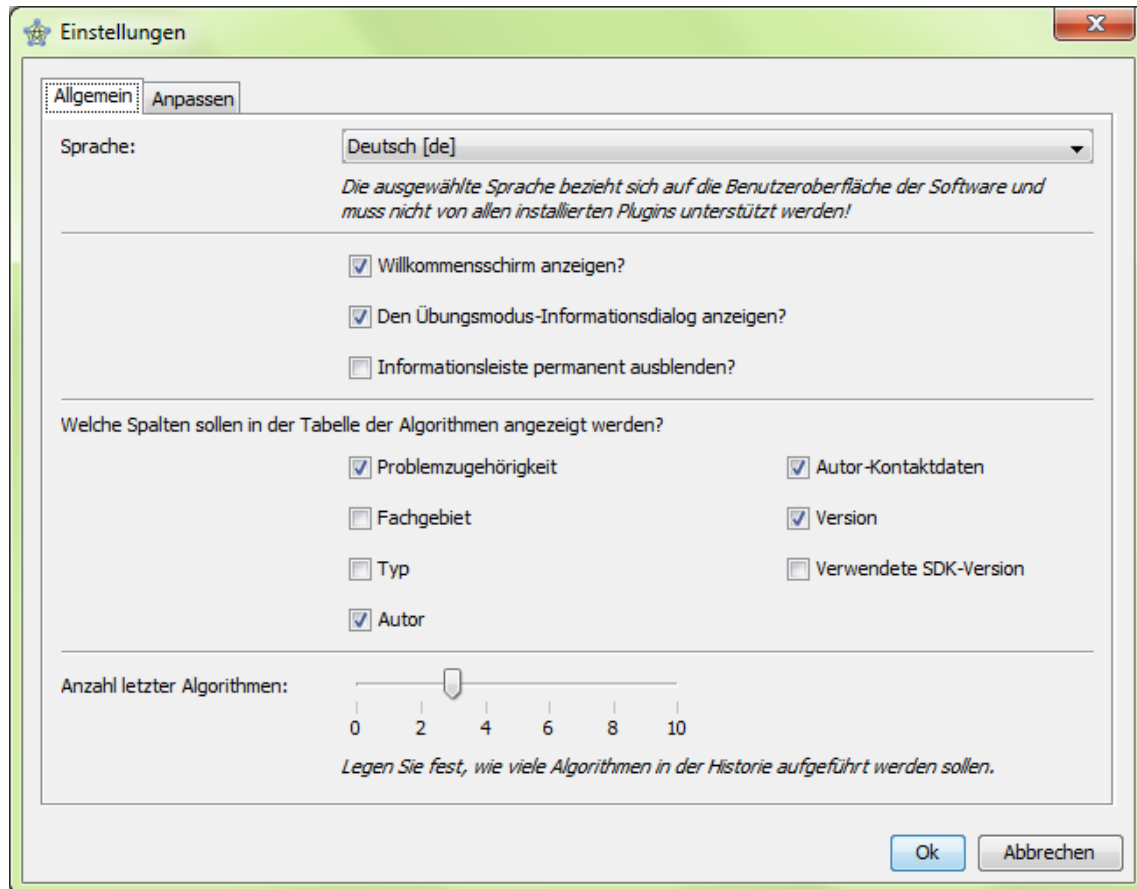 Einstellungen
Allgemein Anpassen
Sprache: Deutsch [de]
Die ausgewählte Sprache bezieht sich auf die Benutzeroberfläche der Software und
muss nicht von allen installierten Plugins unterstützt werden!
Willkommensschirm anzeigen?
Den Übungsmodus-Informationsdialog anzeigen?
Informationsleiste permanent ausblenden?
Welche Spalten sollen in der Tabelle der Algorithmen angezeigt werden?
Problemzugehörigkeit Autor-Kontaktdaten
Fachgebiet Version
Typ Verwendete SDK-Version
Autor
Anzahl letzter Algorithmen:
0 2 4 6 8 10
Legen Sie fest, wie viele Algorithmen in der Historie aufgeführt werden sollen.
Ok Abbrechen